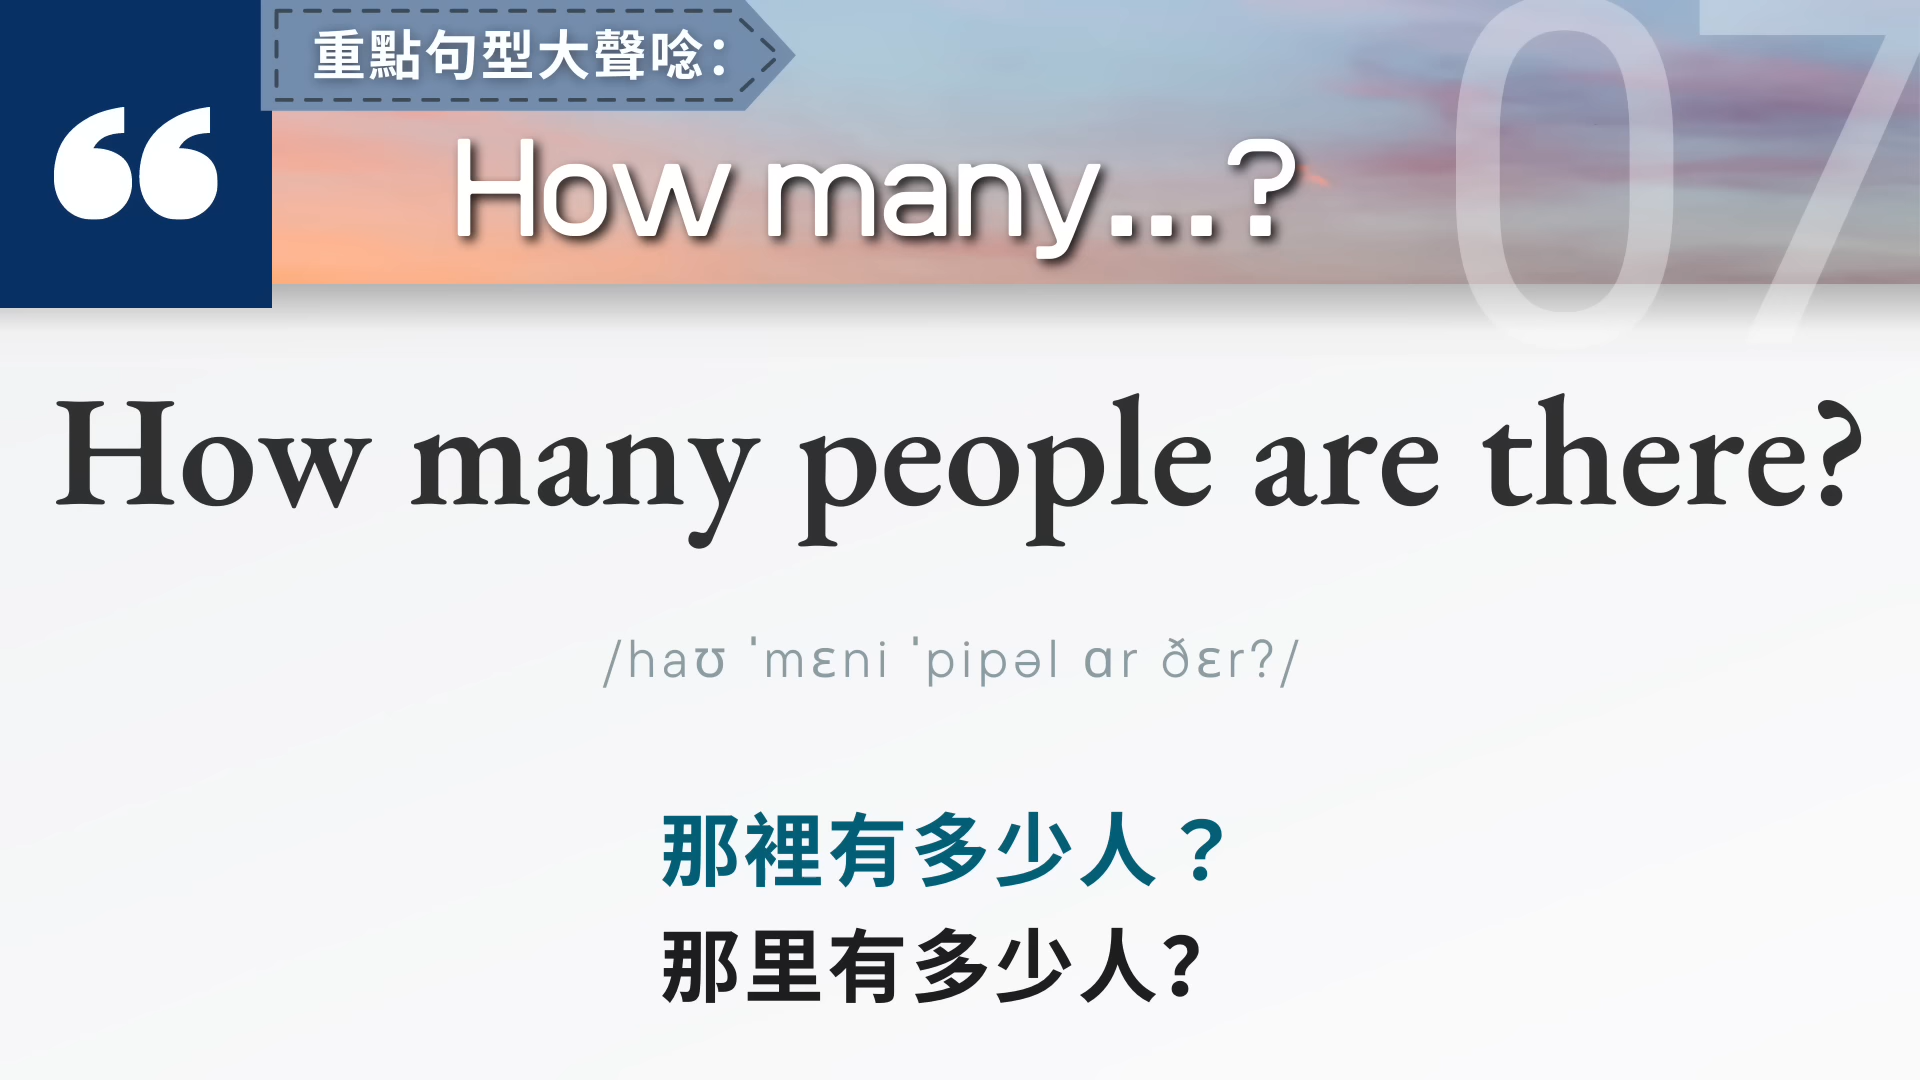 重點句型大聲唸：
07
How many...?
How many people are there?
/haʊ ˈmɛni ˈpipəl ɑr ðɛr?/
那裡有多少人？
那里有多少人？